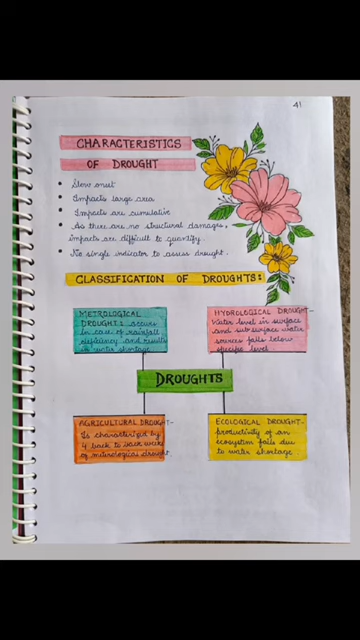 41
CHARACTERISTICS
OF DROUGHT
• Slow onset
• Impacts large area
• Impacts are cumulative
• As there are no structural damages,
impacts are difficult to quantify.
• No single indicator to assess drought.
CLASSIFICATION OF DROUGHTS:
METROLOGICAL
DROUGHT: occurs
in case of rainfall
deficiency and results
in water shortage
HYDROLOGICAL DROUGHT-
Water level in surface
and sub surface water
sources falls below
specific level
DROUGHTS
AGRICULTURAL DROUGHT-
Is characterized by
4 back to back weeks
of meterological drought.
ECOLOGICAL DROUGHT-
productivity of an
ecosystem fails due
to water shortage